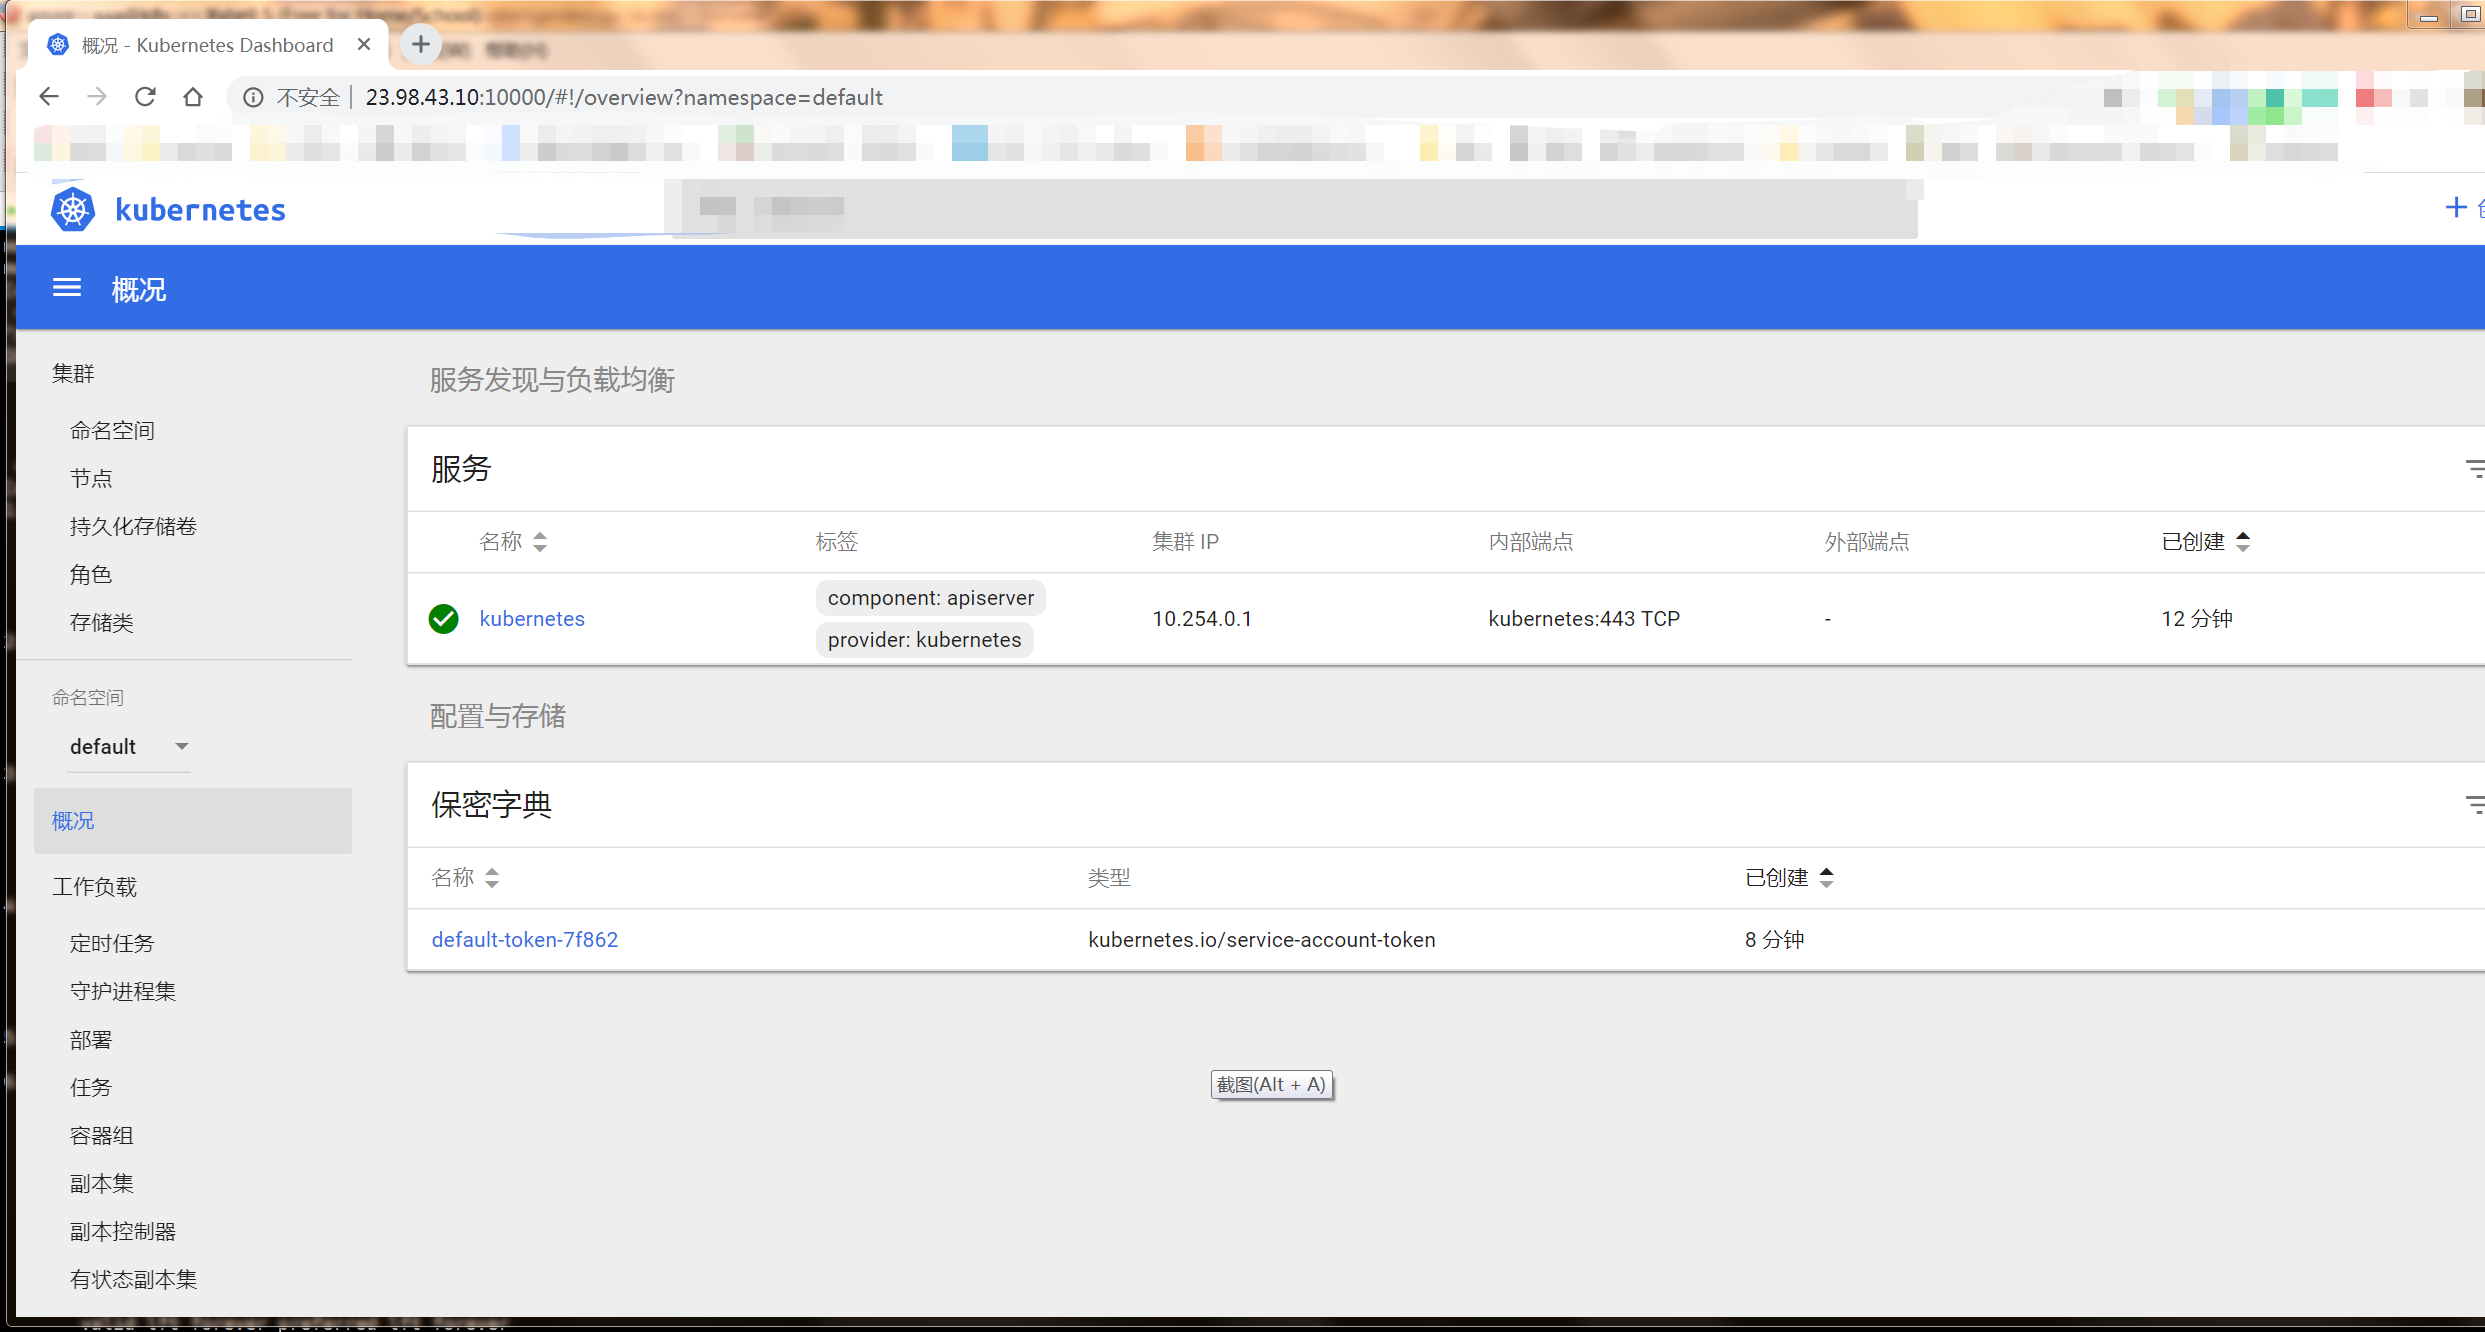 概况 - Kubernetes Dashboard
帮助(H)
不安全 | 23.98.43.10:10000/#!/overview?namespace=default
kubernetes
概况
集群
命名空间
节点
持久化存储卷
角色
存储类
命名空间
default
概况
工作负载
定时任务
守护进程集
部署
任务
容器组
副本集
副本控制器
有状态副本集
服务发现与负载均衡
服务
名称 标签 集群 IP 内部端点 外部端点 已创建
kubernetes component: apiserver provider: kubernetes 10.254.0.1 kubernetes:443 TCP - 12 分钟
配置与存储
保密字典
名称 类型 已创建
default-token-7f862 kubernetes.io/service-account-token 8 分钟
截图(Alt + A)
valid lft forever preferred lft forever